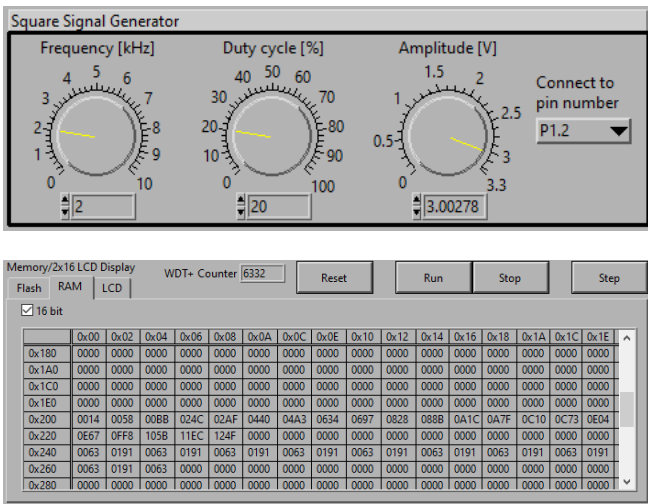 Square Signal Generator
Frequency [kHz] Duty cycle [%] Amplitude [V]
0 1 2 3 4 5 6 7 8 9 10
0 10 20 30 40 50 60 70 80 90 100
0 0.5 1 1.5 2 2.5 3 3.3
Connect to
pin number
P1.2
2 20 3.00278
Memory/2x16 LCD Display WDT+ Counter 6332 Reset Run Stop Step
Flash RAM LCD
16 bit
0x00 0x02 0x04 0x06 0x08 0x0A 0x0C 0x0E 0x10 0x12 0x14 0x16 0x18 0x1A 0x1C 0x1E
0x180 0000 0000 0000 0000 0000 0000 0000 0000 0000 0000 0000 0000 0000 0000 0000 0000
0x1A0 0000 0000 0000 0000 0000 0000 0000 0000 0000 0000 0000 0000 0000 0000 0000 0000
0x1C0 0000 0000 0000 0000 0000 0000 0000 0000 0000 0000 0000 0000 0000 0000 0000 0000
0x1E0 0000 0000 0000 0000 0000 0000 0000 0000 0000 0000 0000 0000 0000 0000 0000 0000
0x200 0014 0058 00BB 024C 02AF 0440 04A3 0634 0697 0828 088B 0A1C 0A7F 0C10 0C73 0E04
0x220 0E67 0FF8 105B 11EC 124F 0000 0000 0000 0000 0000 0000 0000 0000 0000 0000 0000
0x240 0063 0191 0063 0191 0063 0191 0063 0191 0063 0191 0063 0191 0063 0191 0063 0191
0x260 0063 0191 0063 0000 0000 0000 0000 0000 0000 0000 0000 0000 0000 0000 0000 0000
0x280 0000 0000 0000 0000 0000 0000 0000 0000 0000 0000 0000 0000 0000 0000 0000 0000